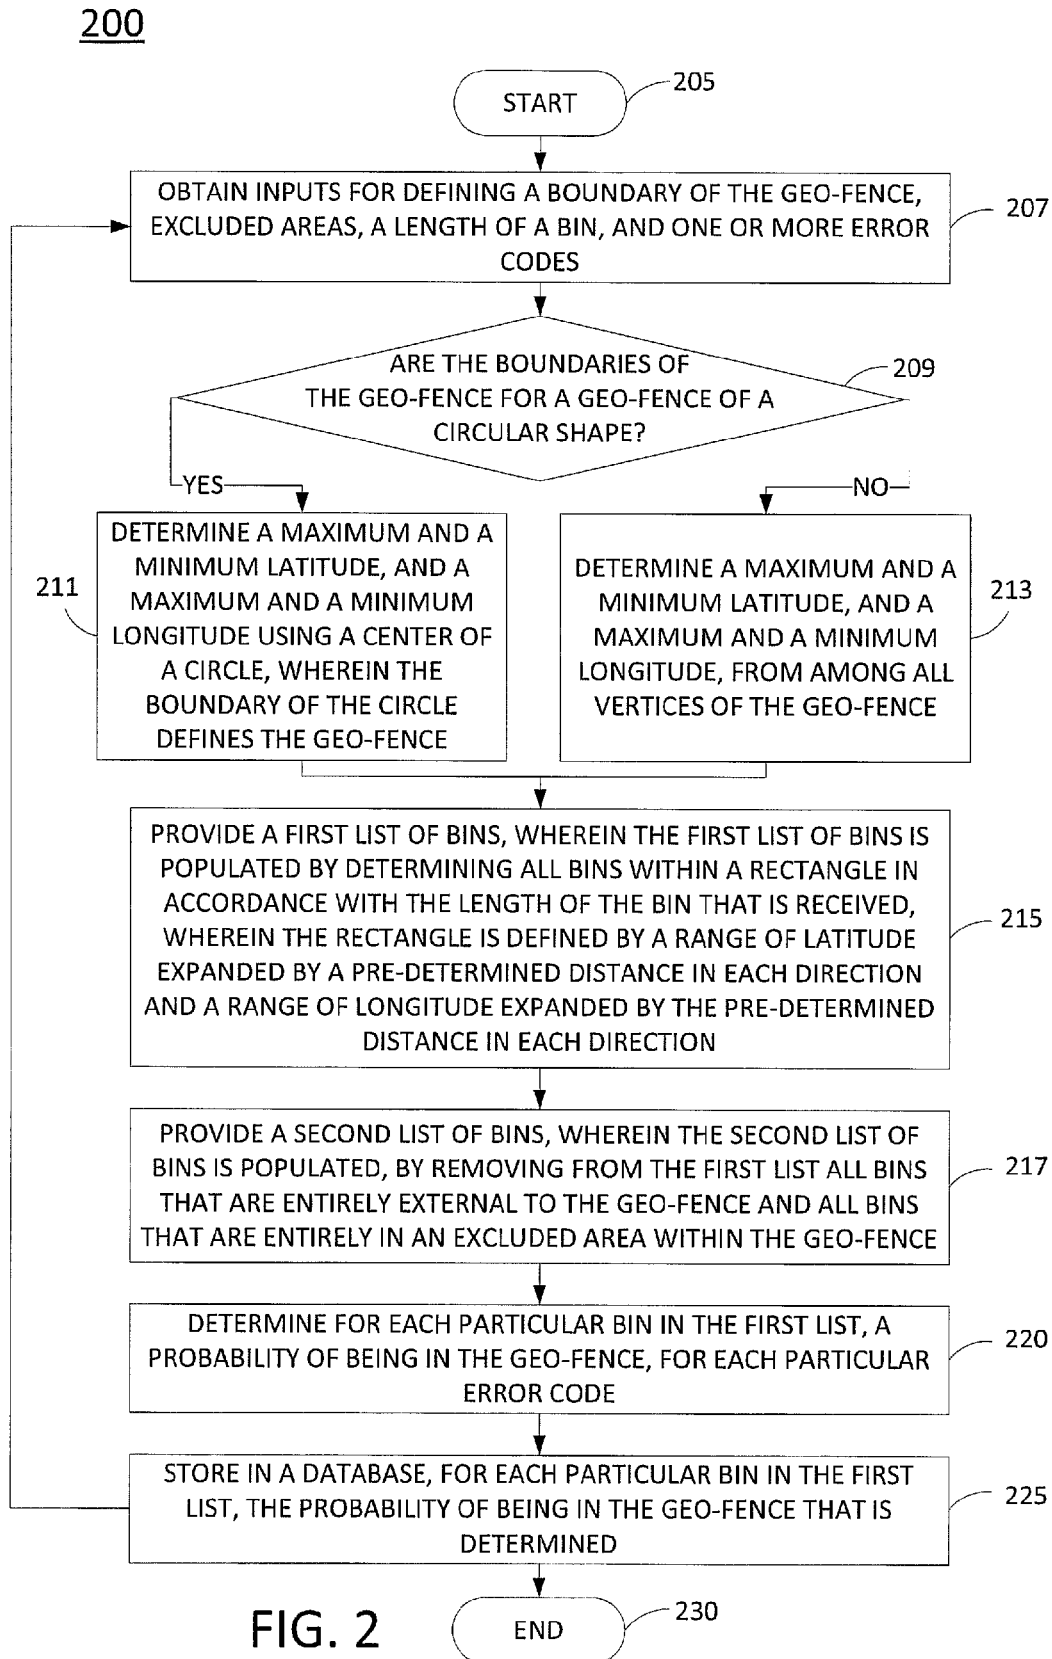 200
START
205
OBTAIN INPUTS FOR DEFINING A BOUNDARY OF THE GEO-FENCE,
EXCLUDED AREAS, A LENGTH OF A BIN, AND ONE OR MORE ERROR
CODES
207
ARE THE BOUNDARIES OF
THE GEO-FENCE FOR A GEO-FENCE OF A
CIRCULAR SHAPE?
209
YES
NO
DETERMINE A MAXIMUM AND A
MINIMUM LATITUDE, AND A
MAXIMUM AND A MINIMUM
LONGITUDE USING A CENTER OF
A CIRCLE, WHEREIN THE
BOUNDARY OF THE CIRCLE
DEFINES THE GEO-FENCE
211
DETERMINE A MAXIMUM AND A
MINIMUM LATITUDE, AND A
MAXIMUM AND A MINIMUM
LONGITUDE, FROM AMONG ALL
VERTICES OF THE GEO-FENCE
213
PROVIDE A FIRST LIST OF BINS, WHEREIN THE FIRST LIST OF BINS IS
POPULATED BY DETERMINING ALL BINS WITHIN A RECTANGLE IN
ACCORDANCE WITH THE LENGTH OF THE BIN THAT IS RECEIVED,
WHEREIN THE RECTANGLE IS DEFINED BY A RANGE OF LATITUDE
EXPANDED BY A PRE-DETERMINED DISTANCE IN EACH DIRECTION
AND A RANGE OF LONGITUDE EXPANDED BY THE PRE-DETERMINED
DISTANCE IN EACH DIRECTION
215
PROVIDE A SECOND LIST OF BINS, WHEREIN THE SECOND LIST OF
BINS IS POPULATED, BY REMOVING FROM THE FIRST LIST ALL BINS
THAT ARE ENTIRELY EXTERNAL TO THE GEO-FENCE AND ALL BINS
THAT ARE ENTIRELY IN AN EXCLUDED AREA WITHIN THE GEO-FENCE
217
DETERMINE FOR EACH PARTICULAR BIN IN THE FIRST LIST, A
PROBABILITY OF BEING IN THE GEO-FENCE, FOR EACH PARTICULAR
ERROR CODE
220
STORE IN A DATABASE, FOR EACH PARTICULAR BIN IN THE FIRST
LIST, THE PROBABILITY OF BEING IN THE GEO-FENCE THAT IS
DETERMINED
225
END
230
FIG. 2